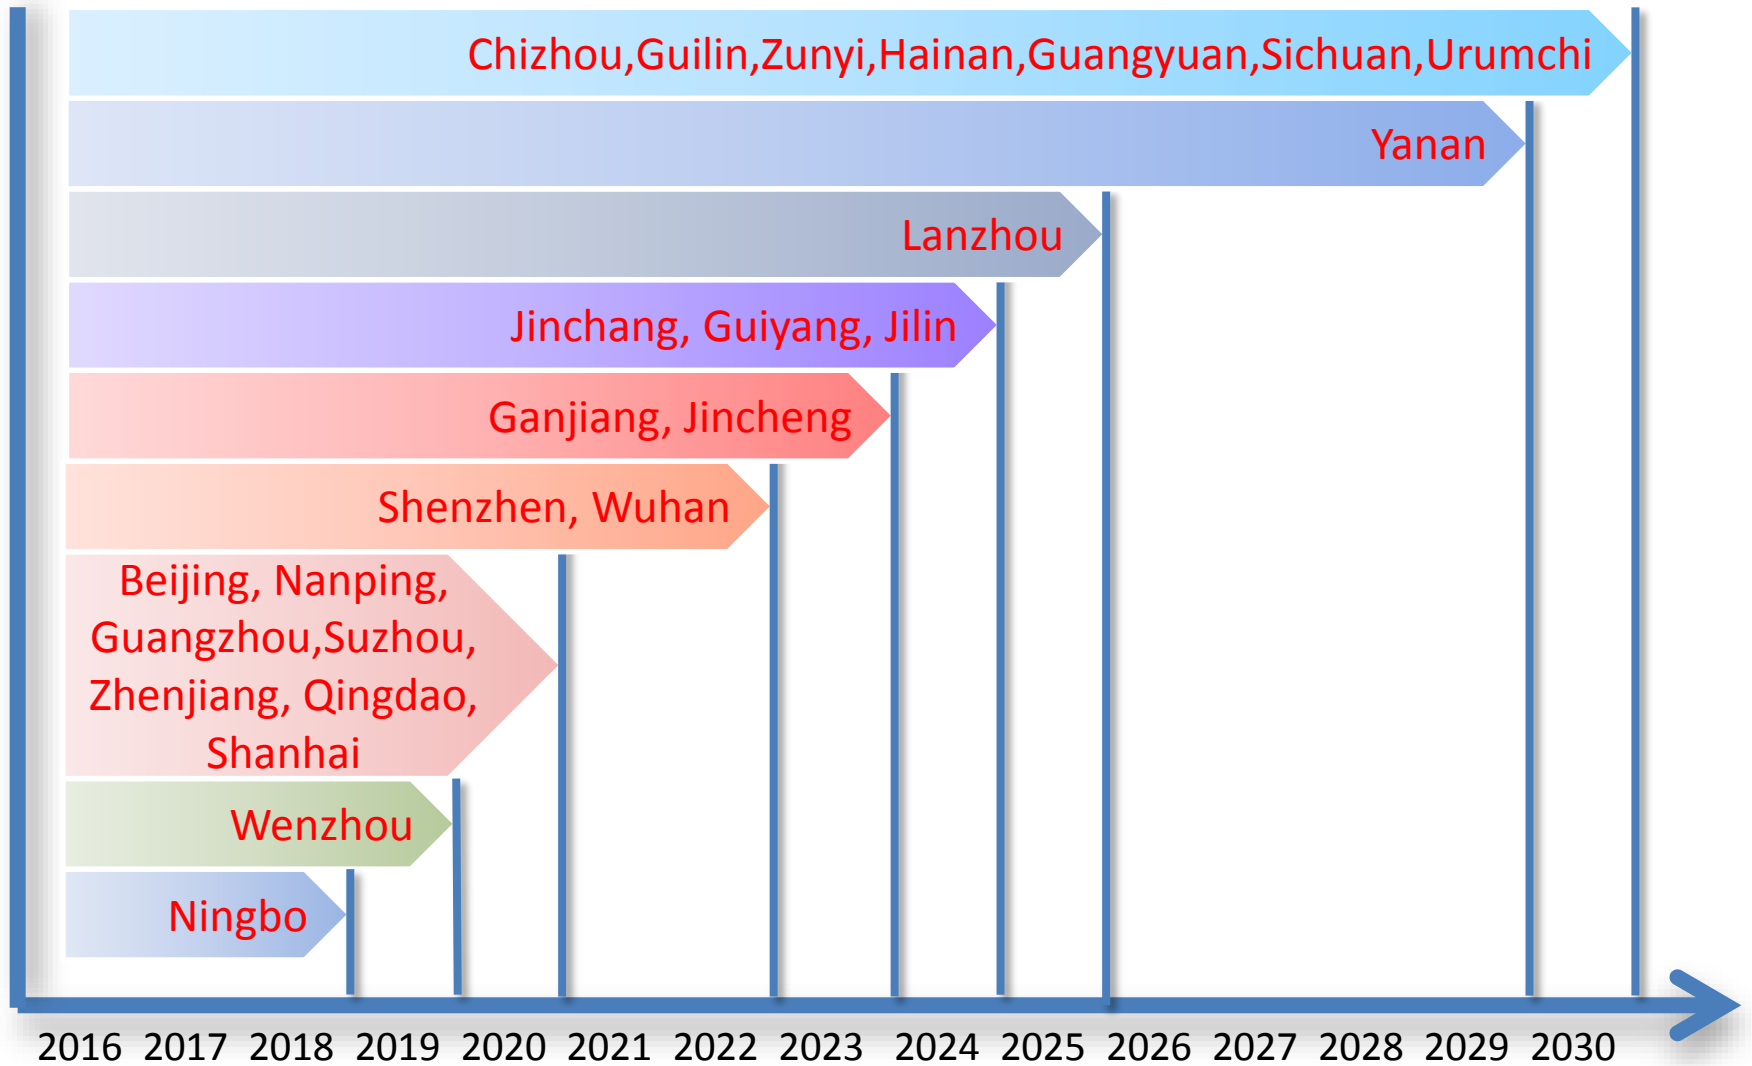 Chizhou,Guilin,Zunyi,Hainan,Guangyuan,Sichuan,Urumchi
Yanan
Lanzhou
Jinchang, Guiyang, Jilin
Ganjiang, Jincheng
Shenzhen, Wuhan
Beijing, Nanping,
Guangzhou,Suzhou,
Zhenjiang, Qingdao,
Shanhai
Wenzhou
Ningbo
2016 2017 2018 2019 2020 2021 2022 2023 2024 2025 2026 2027 2028 2029 2030